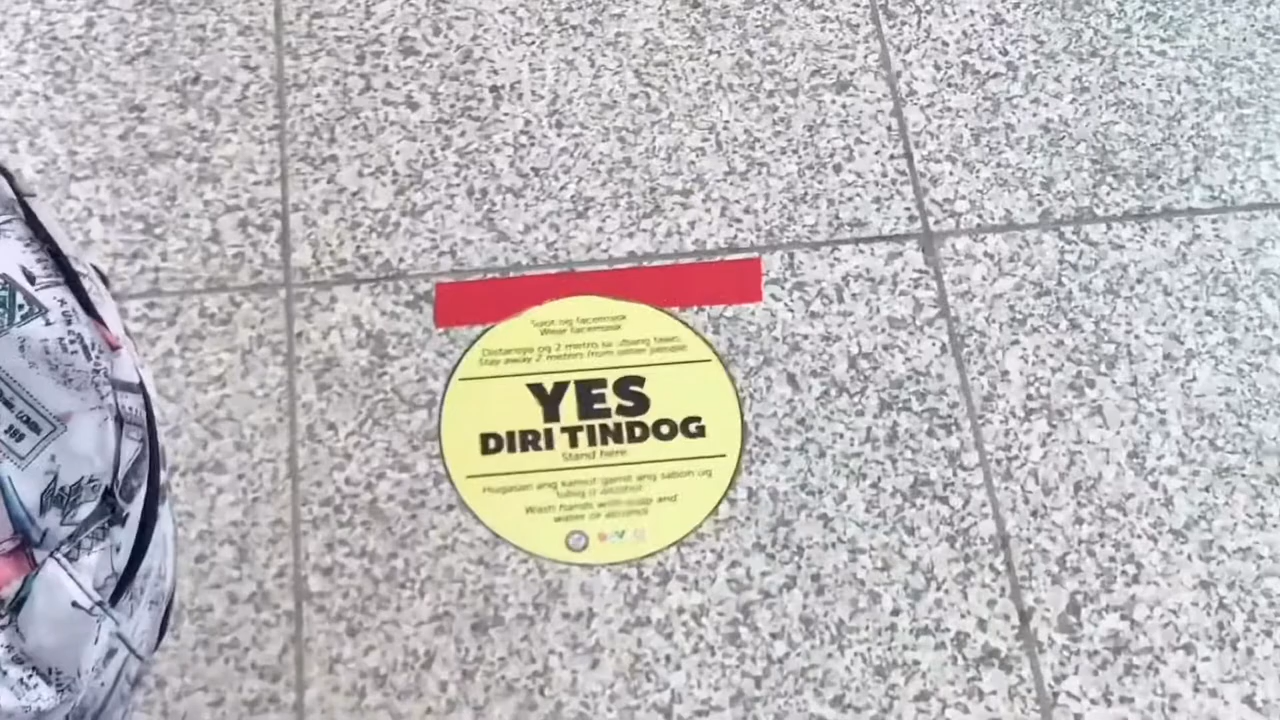 Suot og facemask
Wear facemask
Distansya og 2 metro sa ubang tawo.
Stay away 2 meters from other people
YES
DIRI TINDOG
Stand here
Hugasan ang kamot gamit ang sabon ug
tubig o alcohol
Wash hands with soap and
water or alcohol
389